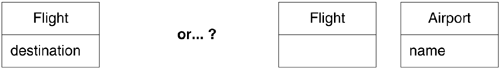 Flight
destination
or... ?
Flight
Airport
name